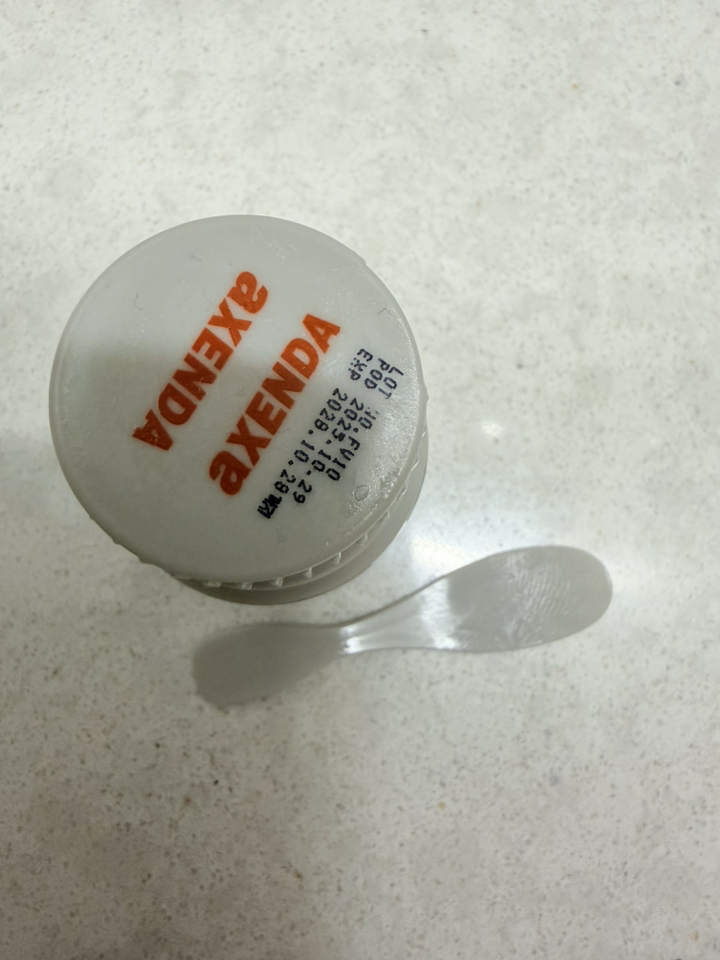 aXENDA
aXENDA
LOT NO.FV10
POD 2025.10.29
EXP 2028.10.28